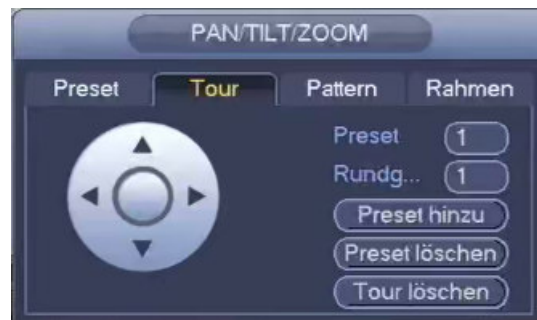 PAN/TILT/ZOOM
Preset Tour Pattern Rahmen
Preset 1
Rundg... 1
Preset hinzu
Preset löschen
Tour löschen